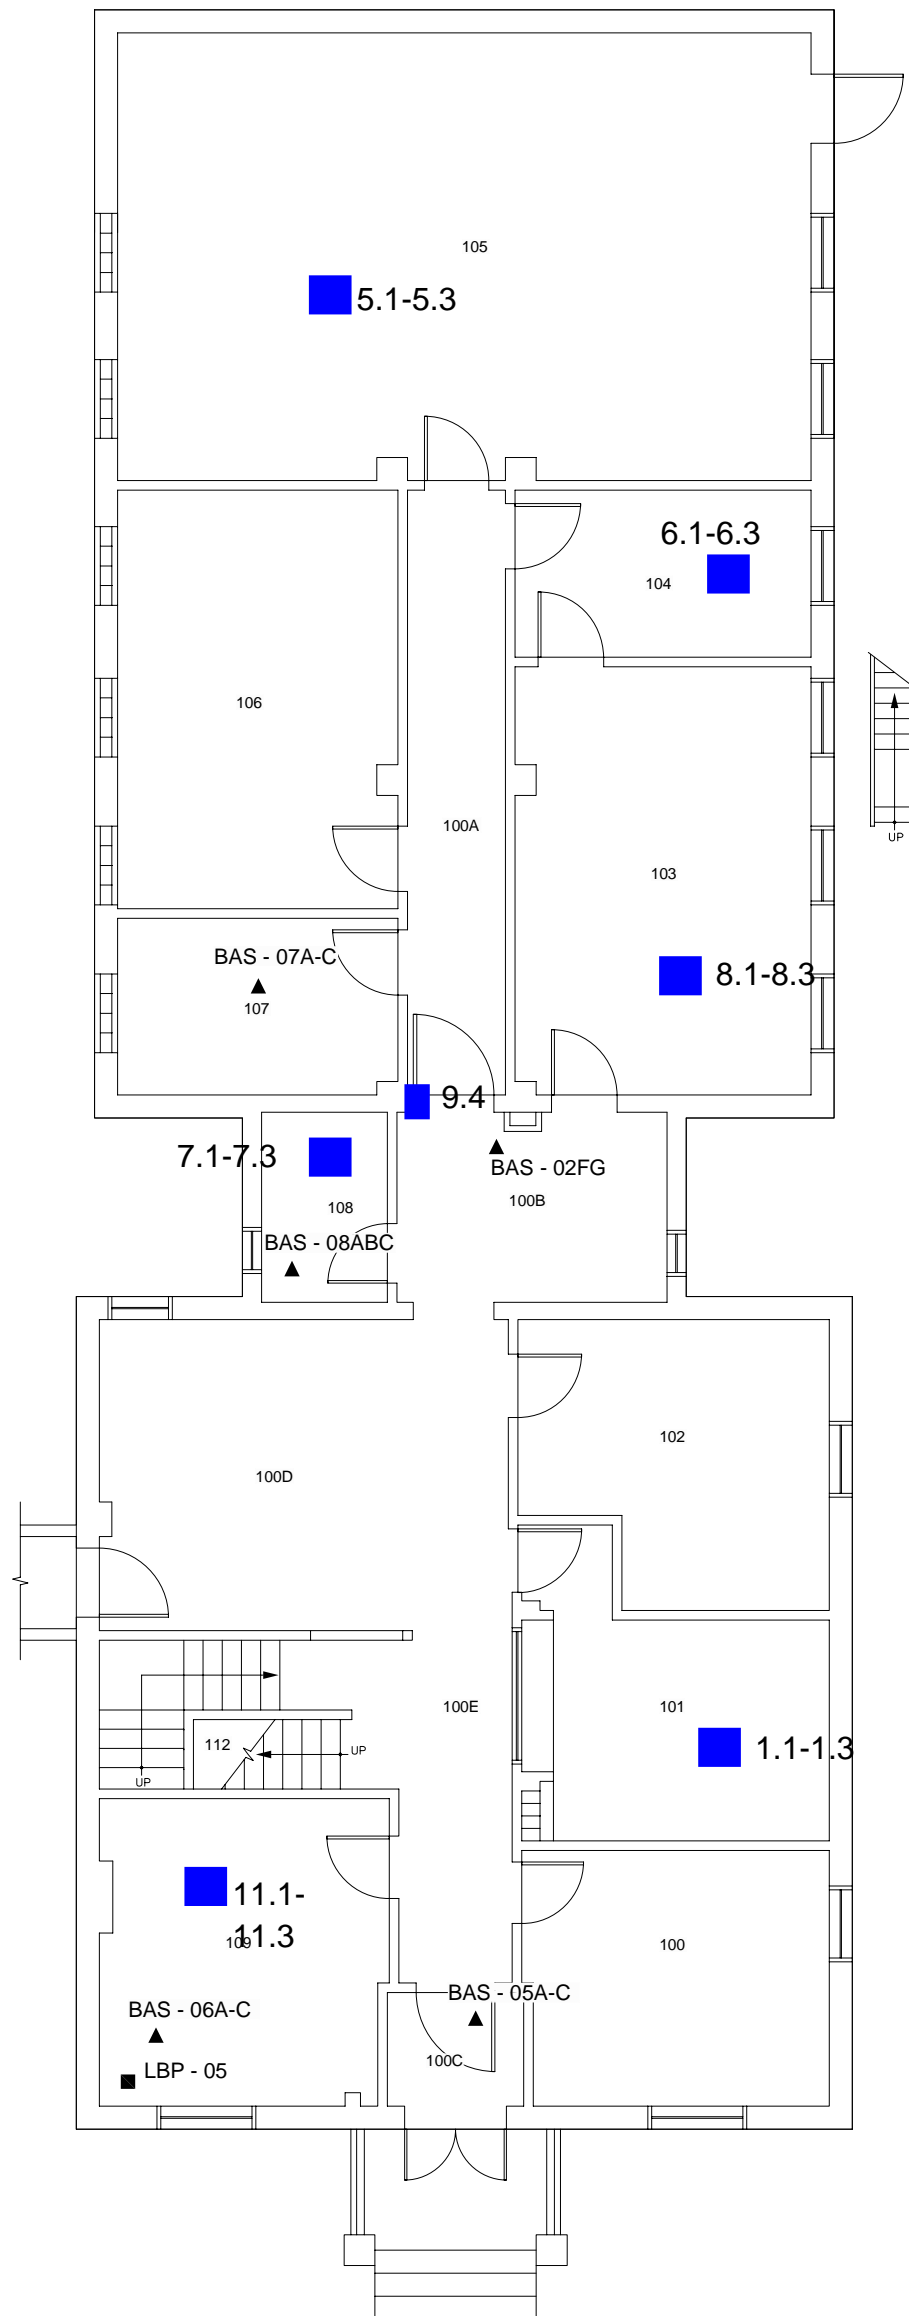 105
5.1-5.3
6.1-6.3
104
106
100A
103
UP
BAS - 07A-C
107
8.1-8.3
9.4
7.1-7.3
BAS - 02FG
100B
108
BAS - 08ABC
102
100D
100E
101
112
UP
1.1-1.3
UP
11.1-
11.3
109
100
BAS - 05A-C
BAS - 06A-C
100C
LBP - 05